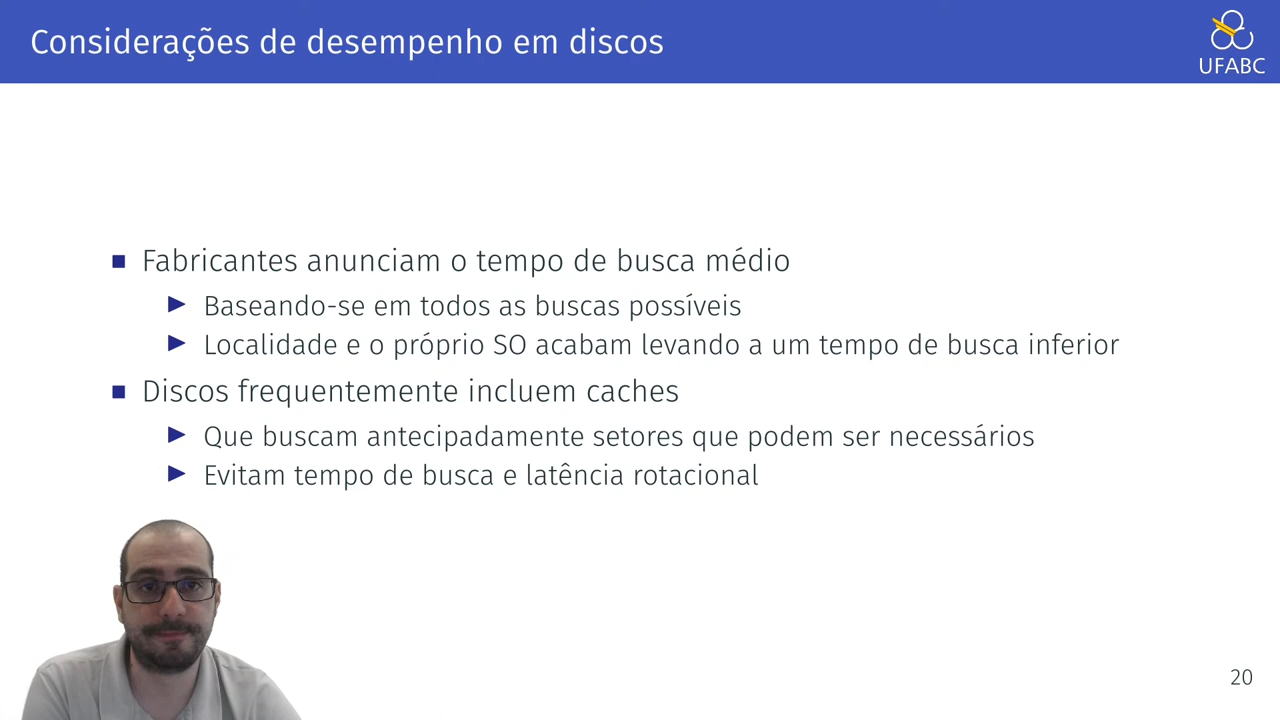 Considerações de desempenho em discos
UFABC
Fabricantes anunciam o tempo de busca médio
Baseando-se em todos as buscas possíveis
Localidade e o próprio SO acabam levando a um tempo de busca inferior
Discos frequentemente incluem caches
Que buscam antecipadamente setores que podem ser necessários
Evitam tempo de busca e latência rotacional
20